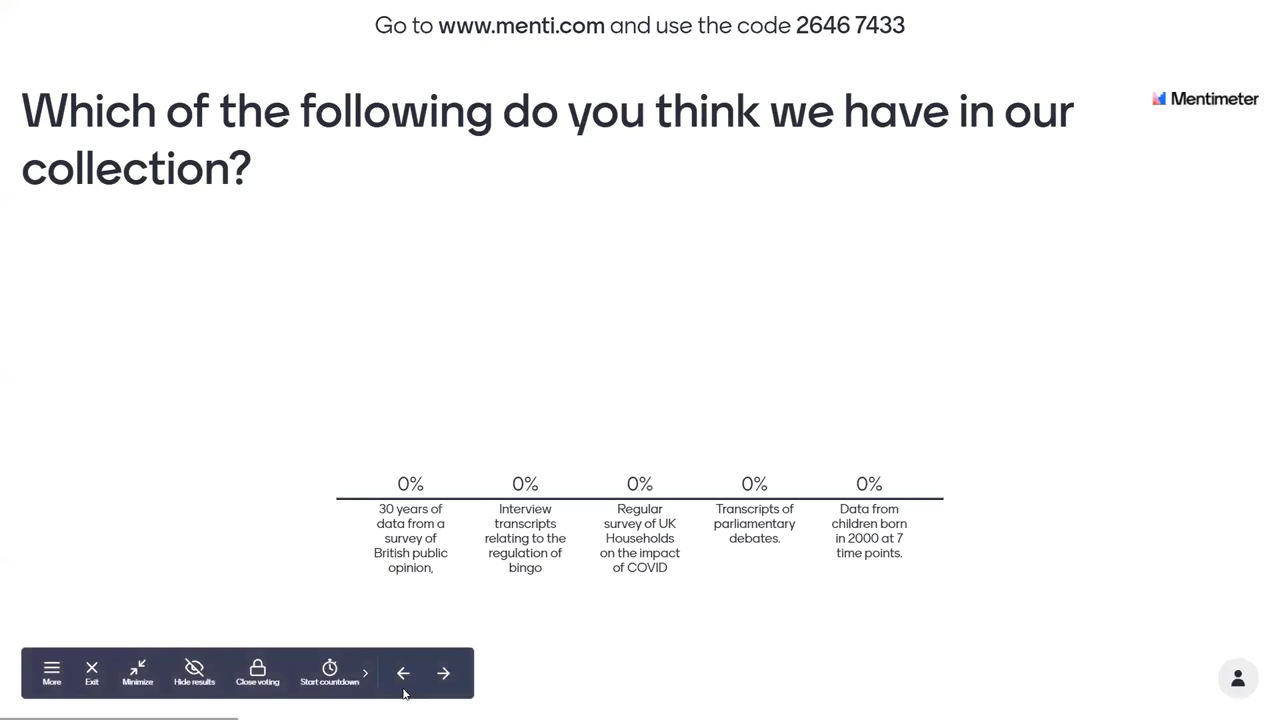 Go to www.menti.com and use the code 2646 7433
Which of the following do you think we have in our
collection?
Mentimeter
0%
0%
0%
0%
0%
30 years of
data from a
survey of
British public
opinion,
Interview
transcripts
relating to the
regulation of
bingo
Regular
survey of UK
Households
on the impact
of COVID
Transcripts of
parliamentary
debates.
Data from
children born
in 2000 at 7
time points.
More
Exit
Minimize
Hide results
Close voting
Start countdown